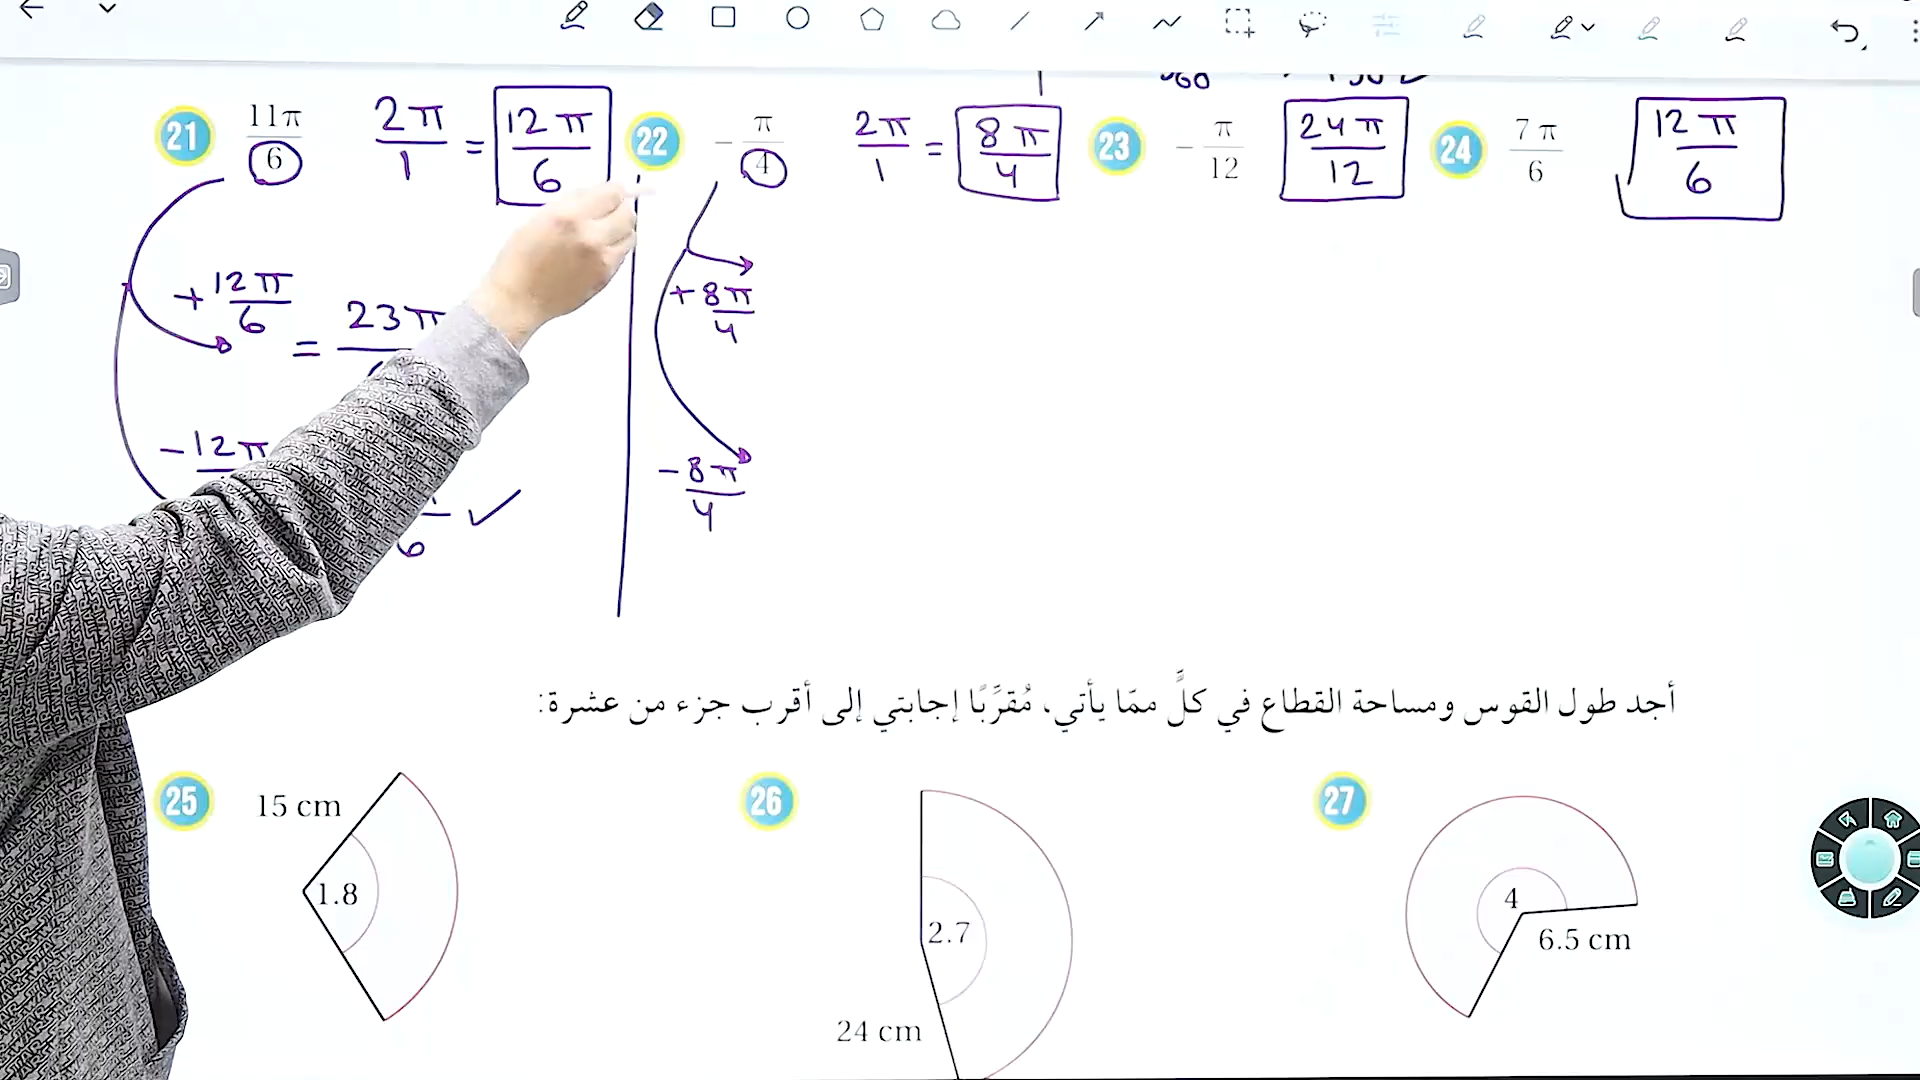 21 11π/6 2π/1 = 12π/6 22 -π/4 2π/1 = 8π/4 23 -π/12 24π/12 24 7π/6 12π/6
+12π/6 = 23π
+8π/4
-12π
-8π/4
6
أجد طول القوس ومساحة القطاع في كلٍّ ممّا يأتي، مُقرِّبًا إجابتي إلى أقرب جزء من عشرة:
25 15 cm 1.8
26 2.7 24 cm
27 4 6.5 cm